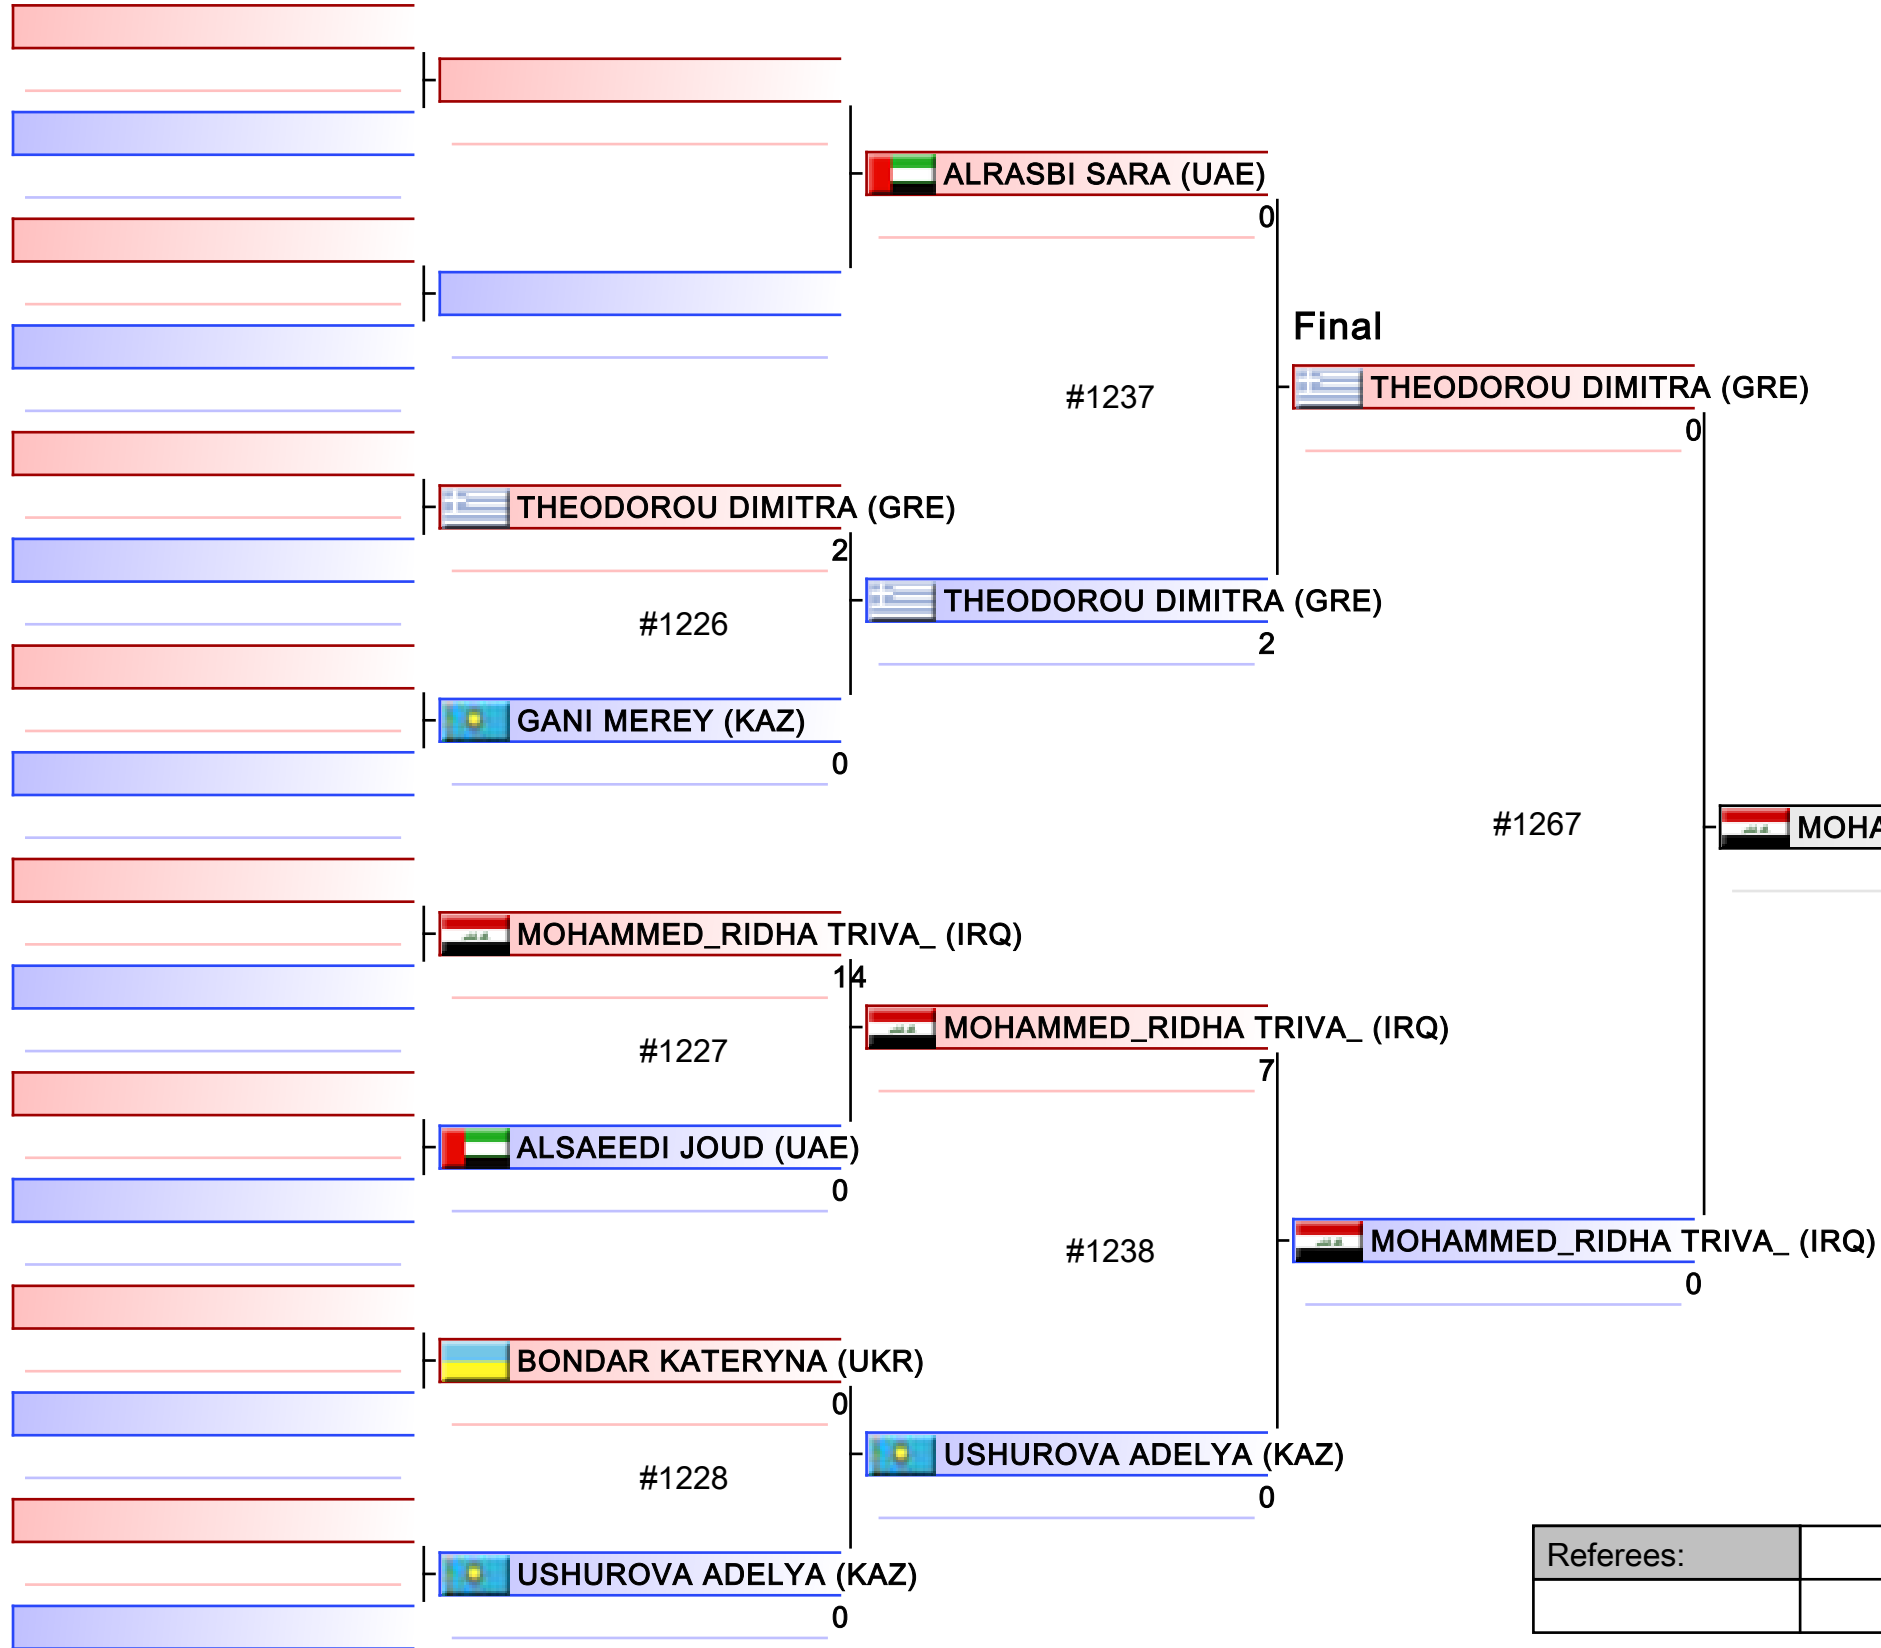 ALRASBI SARA (UAE)
0
Final
#1237
THEODOROU DIMITRA (GRE)
0
THEODOROU DIMITRA (GRE)
2
#1226
THEODOROU DIMITRA (GRE)
2
GANI MEREY (KAZ)
0
#1267
MOHA
MOHAMMED_RIDHA TRIVA_ (IRQ)
14
#1227
MOHAMMED_RIDHA TRIVA_ (IRQ)
7
ALSAEEDI JOUD (UAE)
0
#1238
MOHAMMED_RIDHA TRIVA_ (IRQ)
0
BONDAR KATERYNA (UKR)
0
#1228
USHUROVA ADELYA (KAZ)
0
USHUROVA ADELYA (KAZ)
0
Referees: